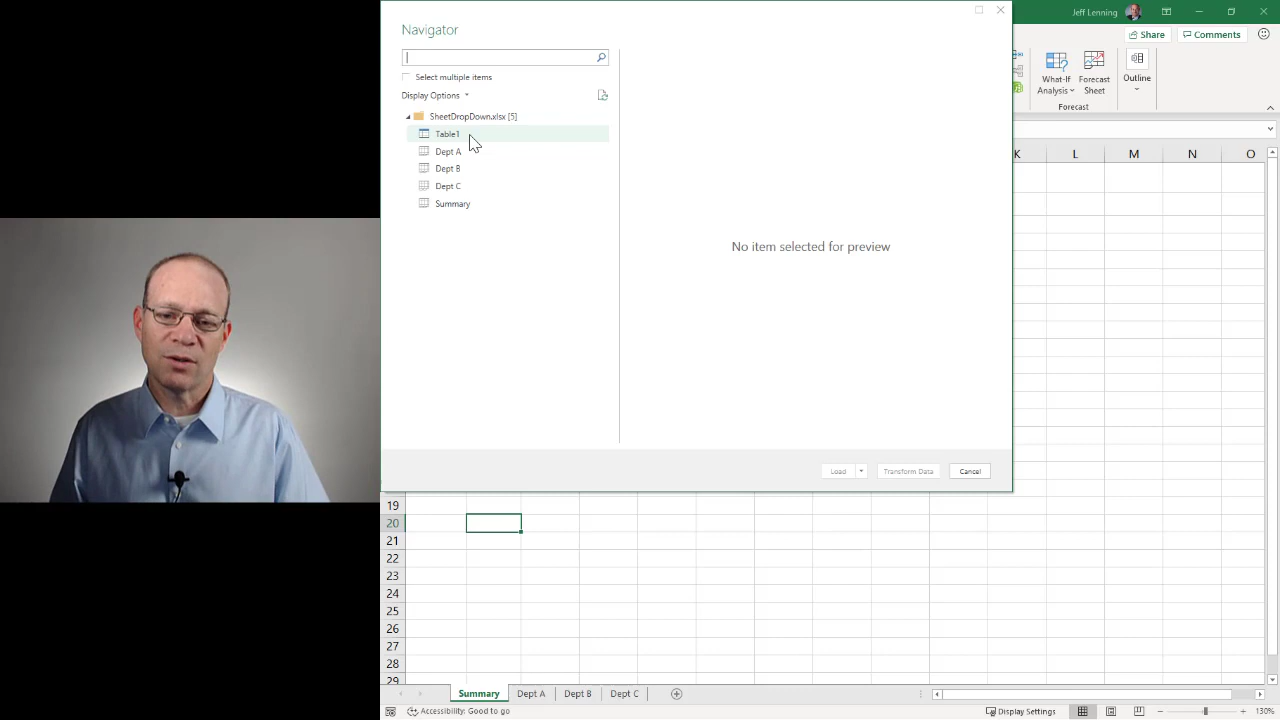 Navigator
Jeff Lenning
Share
Comments
Select multiple items
Display Options
SheetDropDown.xlsx [5]
Table1
Dept A
Dept B
Dept C
Summary
No item selected for preview
What-If
Analysis
Forecast
Sheet
Outline
Forecast
K L M N O
Load
Transform Data
Cancel
19
20
21
22
23
24
25
26
27
28
29
Summary Dept A Dept B Dept C
Accessibility: Good to go
Display Settings
130%